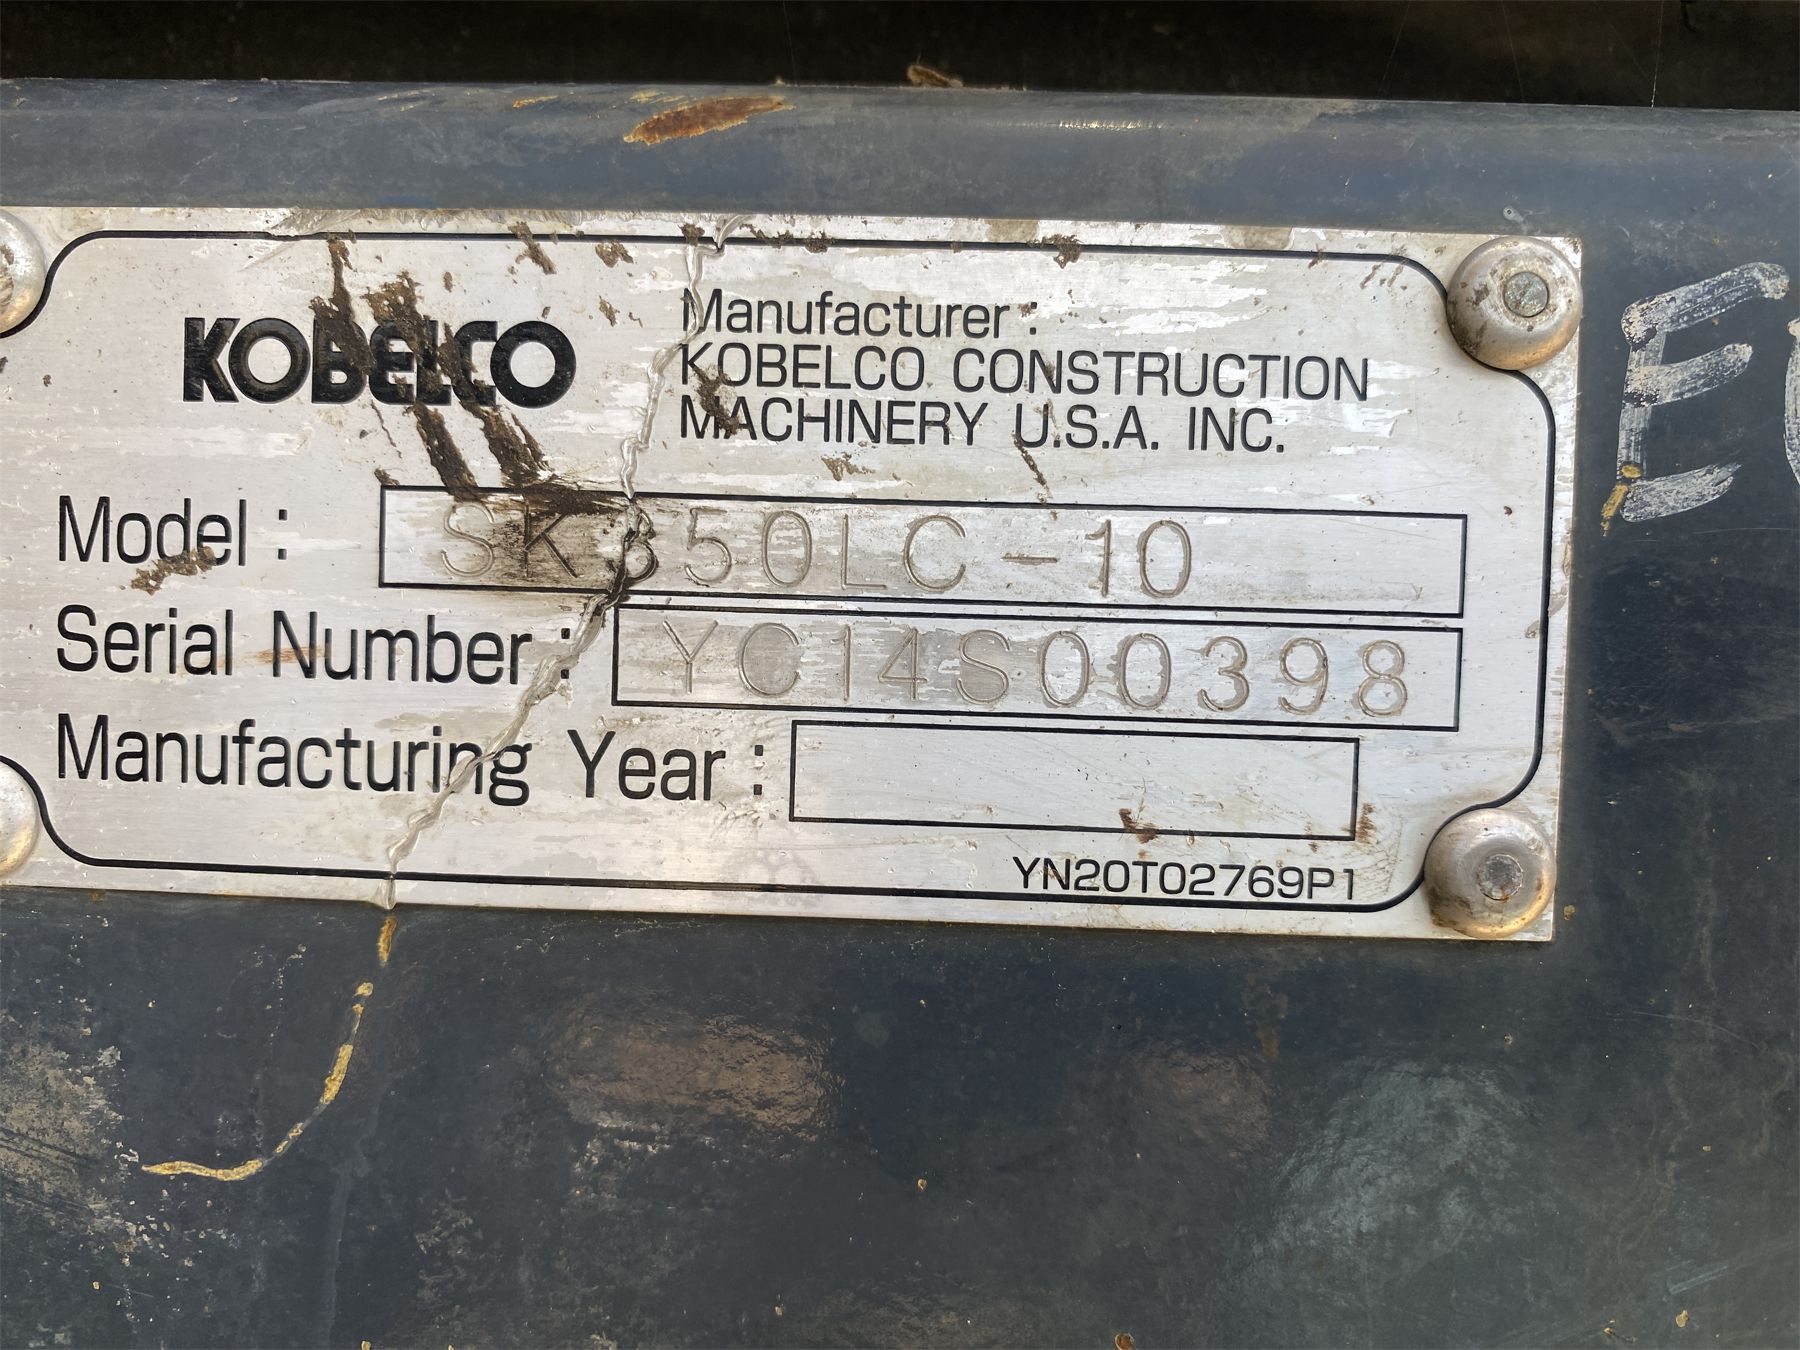 KOBELCO
Manufacturer :
KOBELCO CONSTRUCTION
MACHINERY U.S.A. INC.
Model : SK350LC-10
Serial Number : YC14S00398
Manufacturing Year :
YN20T02769P1